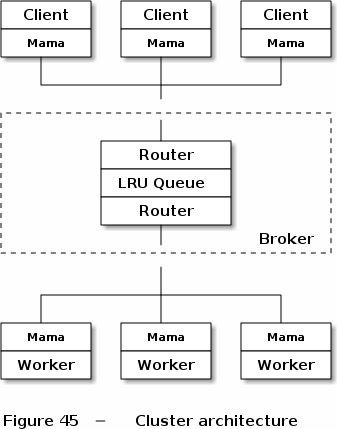 Client Client Client
Mama Mama Mama
Router
LRU Queue
Router
Broker
Mama Mama Mama
Worker Worker Worker
Figure 45 – Cluster architecture